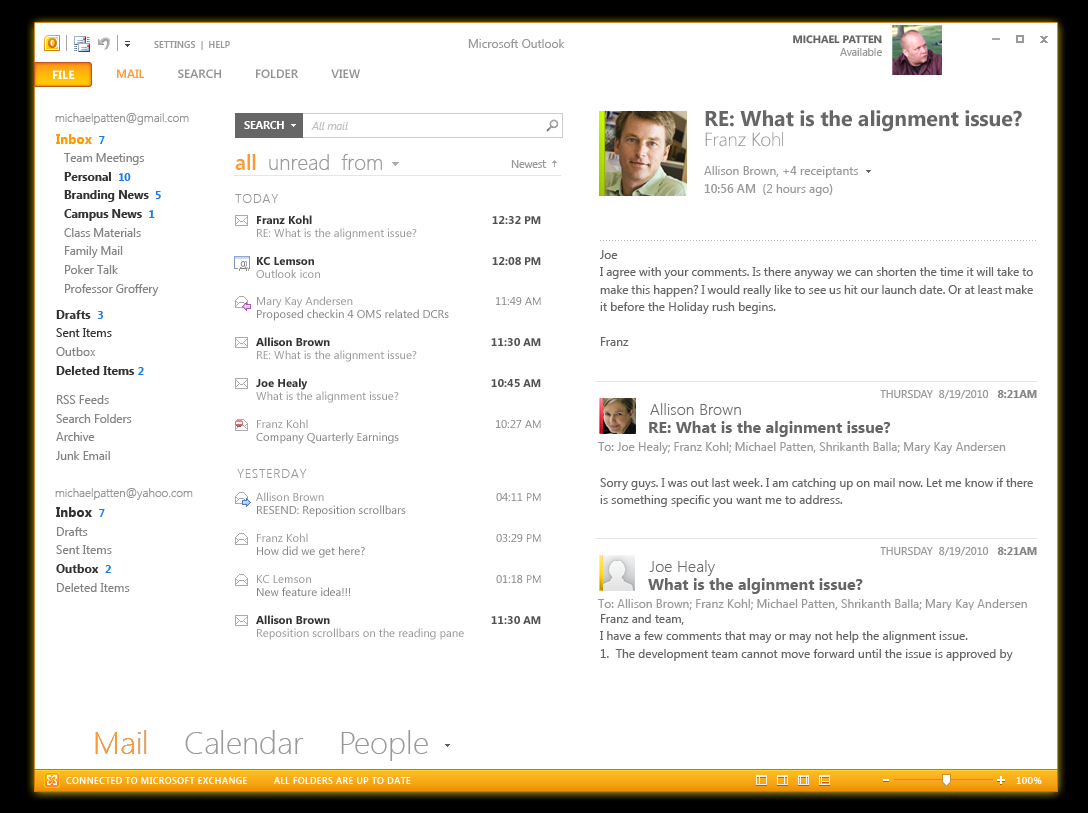 SETTINGS | HELP
Microsoft Outlook
MICHAEL PATTEN
Available
FILE
MAIL
SEARCH
FOLDER
VIEW
michaelpatten@gmail.com
Inbox 7
Team Meetings
Personal 10
Branding News 5
Campus News 1
Class Materials
Family Mail
Poker Talk
Professor Groffery
Drafts 3
Sent Items
Outbox
Deleted Items 2
RSS Feeds
Search Folders
Archive
Junk Email
michaelpatten@yahoo.com
Inbox 7
Drafts
Sent Items
Outbox 2
Deleted Items
SEARCH
All mail
all unread from
Newest
TODAY
Franz Kohl 12:32 PM
RE: What is the alignment issue?
KC Lemson 12:08 PM
Outlook icon
Mary Kay Andersen 11:49 AM
Proposed checkin 4 OMS related DCRs
Allison Brown 11:30 AM
RE: What is the alignment issue?
Joe Healy 10:45 AM
What is the alignment issue?
Franz Kohl 10:27 AM
Company Quarterly Earnings
YESTERDAY
Allison Brown 04:11 PM
RESEND: Reposition scrollbars
Franz Kohl 03:29 PM
How did we get here?
KC Lemson 01:18 PM
New feature idea!!!
Allison Brown 11:30 AM
Reposition scrollbars on the reading pane
RE: What is the alignment issue?
Franz Kohl
Allison Brown, +4 receiptants
10:56 AM (2 hours ago)
Joe
I agree with your comments. Is there anyway we can shorten the time it will take to
make this happen? I would really like to see us hit our launch date. Or at least make
it before the Holiday rush begins.
Franz
THURSDAY 8/19/2010 8:21AM
Allison Brown
RE: What is the alginment issue?
To: Joe Healy; Franz Kohl; Michael Patten, Shrikanth Balla; Mary Kay Andersen
Sorry guys. I was out last week. I am catching up on mail now. Let me know if there
is something specific you want me to address.
THURSDAY 8/19/2010 8:21AM
Joe Healy
What is the alginment issue?
To: Allison Brown; Franz Kohl; Michael Patten, Shrikanth Balla; Mary Kay Andersen
Franz and team,
I have a few comments that may or may not help the alignment issue.
1. The development team cannot move forward until the issue is approved by
Mail
Calendar
People
CONNECTED TO MICROSOFT EXCHANGE
ALL FOLDERS ARE UP TO DATE
100%